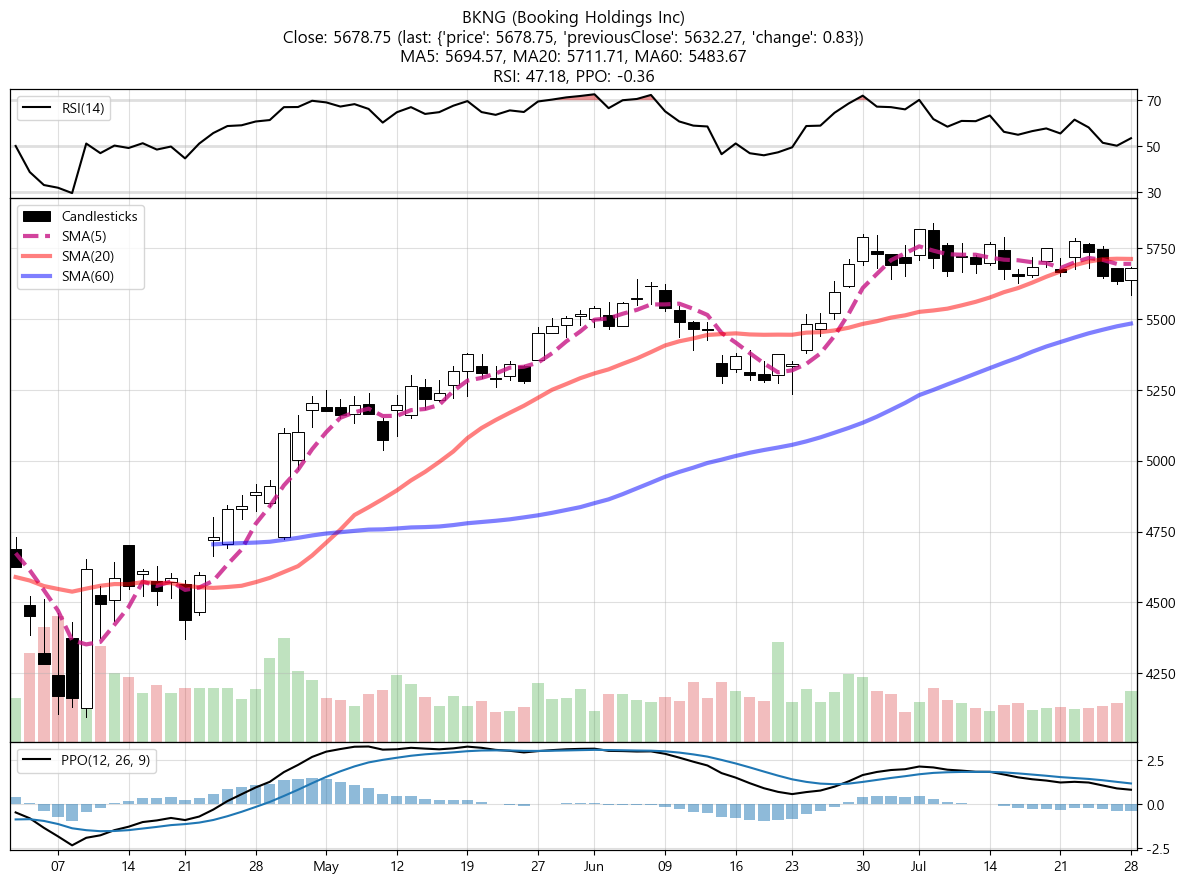 BKNG (Booking Holdings Inc)
Close: 5678.75 (last: {'price': 5678.75, 'previousClose': 5632.27, 'change': 0.83})
MA5: 5694.57, MA20: 5711.71, MA60: 5483.67
RSI: 47.18, PPO: -0.36
RSI(14)
70
50
30
Candlesticks
SMA(5)
SMA(20)
SMA(60)
5750
5500
5250
5000
4750
4500
4250
PPO(12, 26, 9)
2.5
0.0
-2.5
07 14 21 28 May 12 19 27 Jun 09 16 23 30 Jul 14 21 28